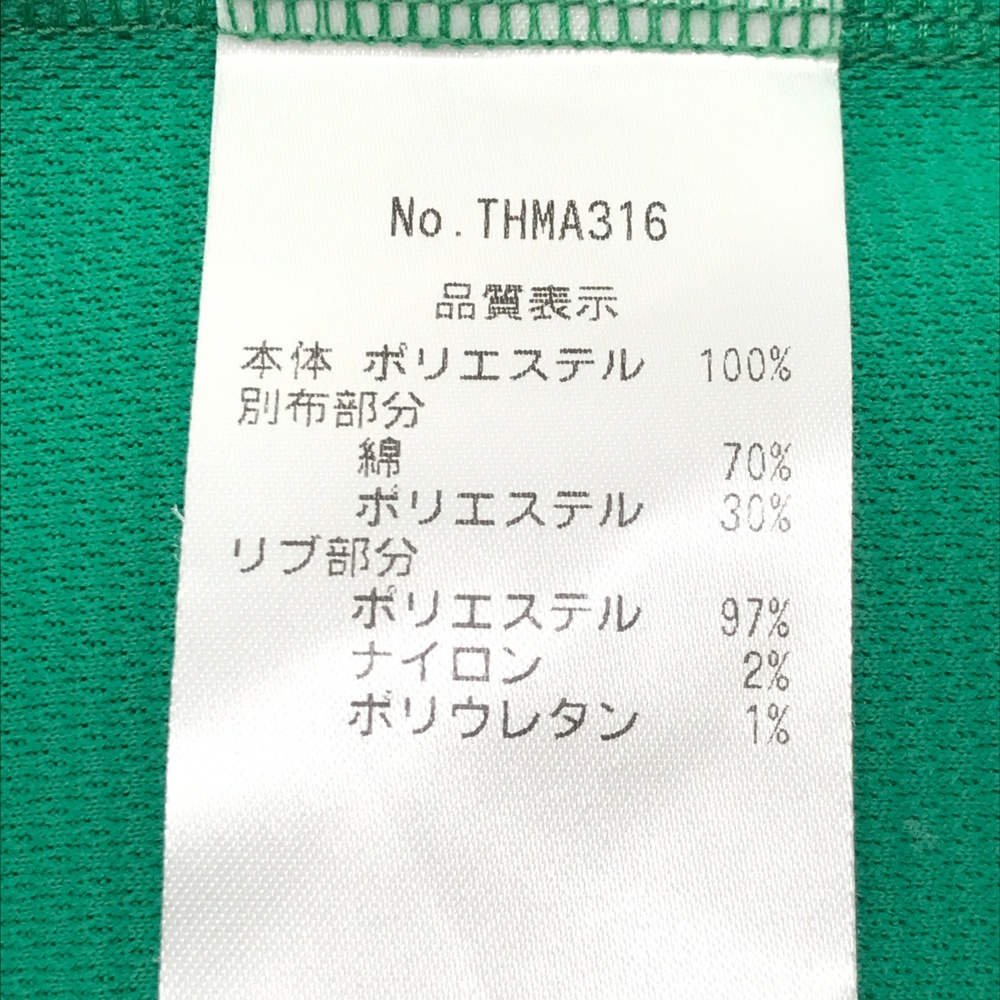 No.THMA316
品質表示
本体 ポリエステル 100%
別布部分
綿 70%
ポリエステル 30%
リブ部分
ポリエステル 97%
ナイロン 2%
ポリウレタン 1%